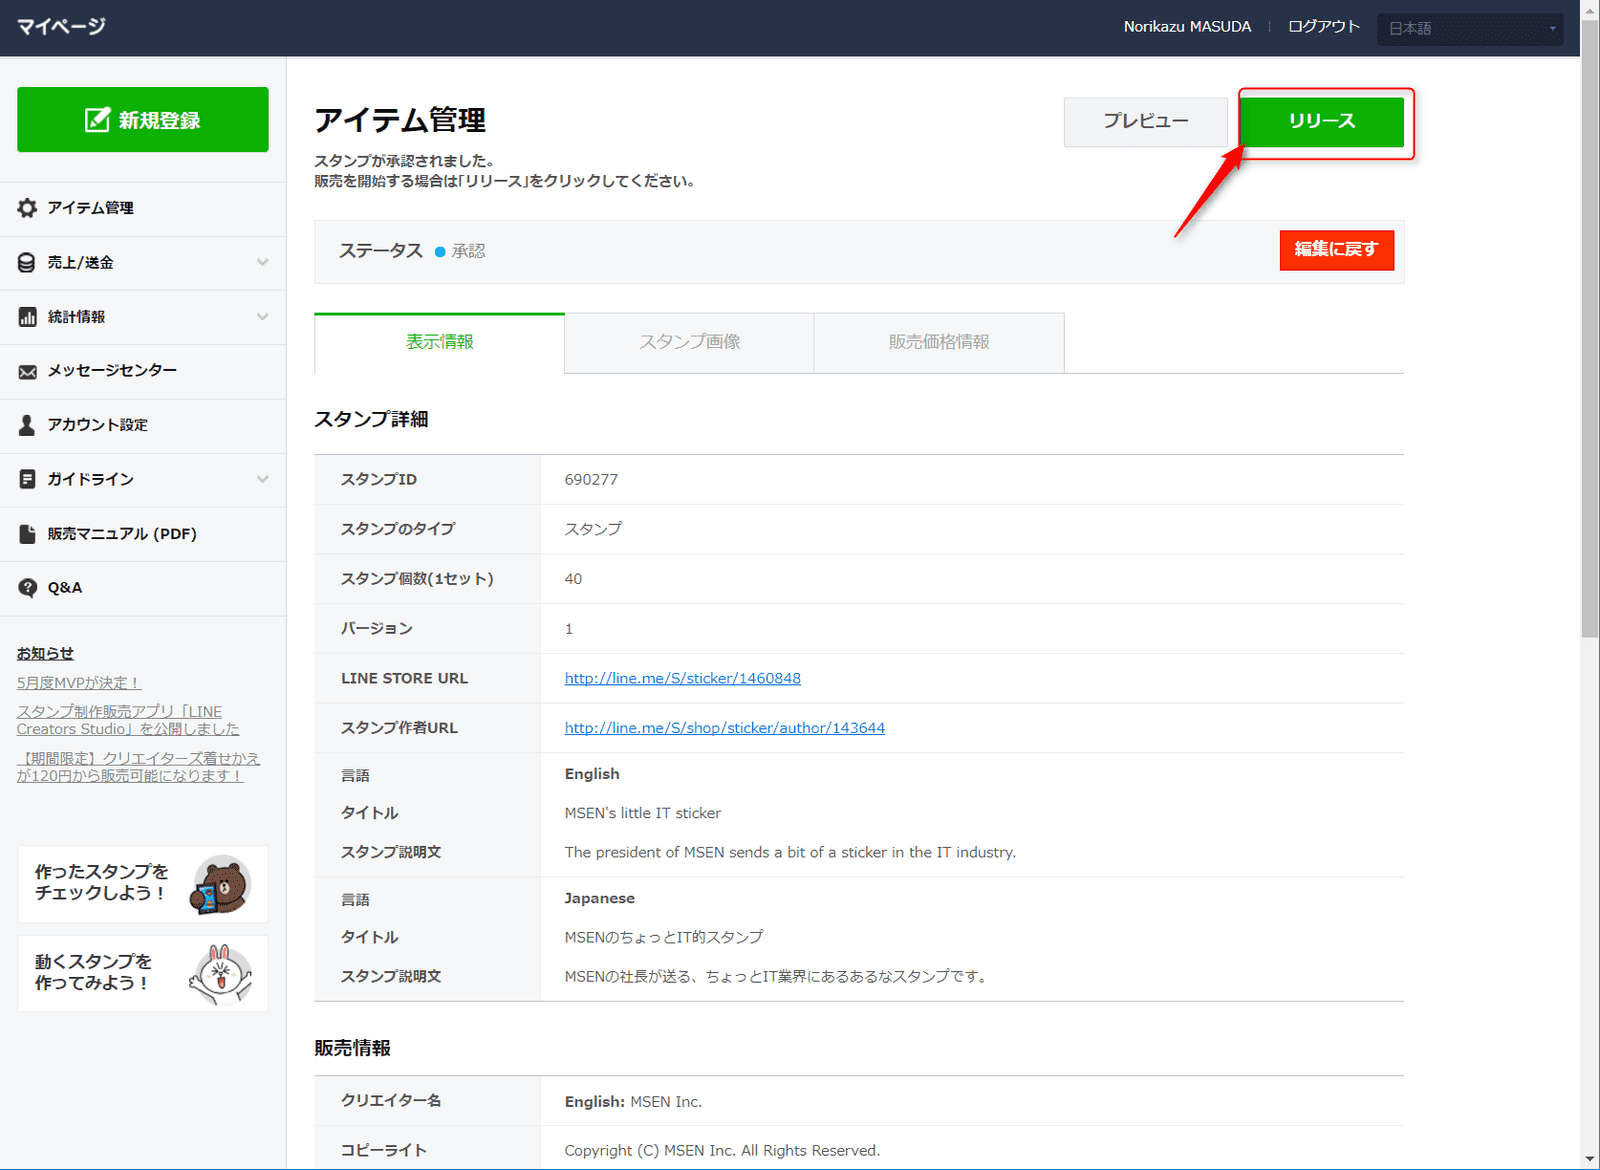 マイページ
Norikazu MASUDA
ログアウト
日本語
新規登録
アイテム管理
売上/送金
統計情報
メッセージセンター
アカウント設定
ガイドライン
販売マニュアル (PDF)
Q&A
お知らせ
5月度MVPが決定！
スタンプ制作販売アプリ「LINE
Creators Studio」を公開しました
【期間限定】クリエイターズ着せかえ
が120円から販売可能になります！
作ったスタンプを
チェックしよう！
動くスタンプを
作ってみよう！
アイテム管理
プレビュー
リリース
スタンプが承認されました。
販売を開始する場合は「リリース」をクリックしてください。
ステータス 承認
編集に戻す
表示情報
スタンプ画像
販売価格情報
スタンプ詳細
スタンプID 690277
スタンプのタイプ スタンプ
スタンプ個数(1セット) 40
バージョン 1
LINE STORE URL http://line.me/S/sticker/1460848
スタンプ作者URL http://line.me/S/shop/sticker/author/143644
言語 English
タイトル MSEN's little IT sticker
スタンプ説明文 The president of MSEN sends a bit of a sticker in the IT industry.
言語 Japanese
タイトル MSENのちょっとIT的スタンプ
スタンプ説明文 MSENの社長が送る、ちょっとIT業界にあるあるなスタンプです。
販売情報
クリエイター名 English: MSEN Inc.
コピーライト Copyright (C) MSEN Inc. All Rights Reserved.